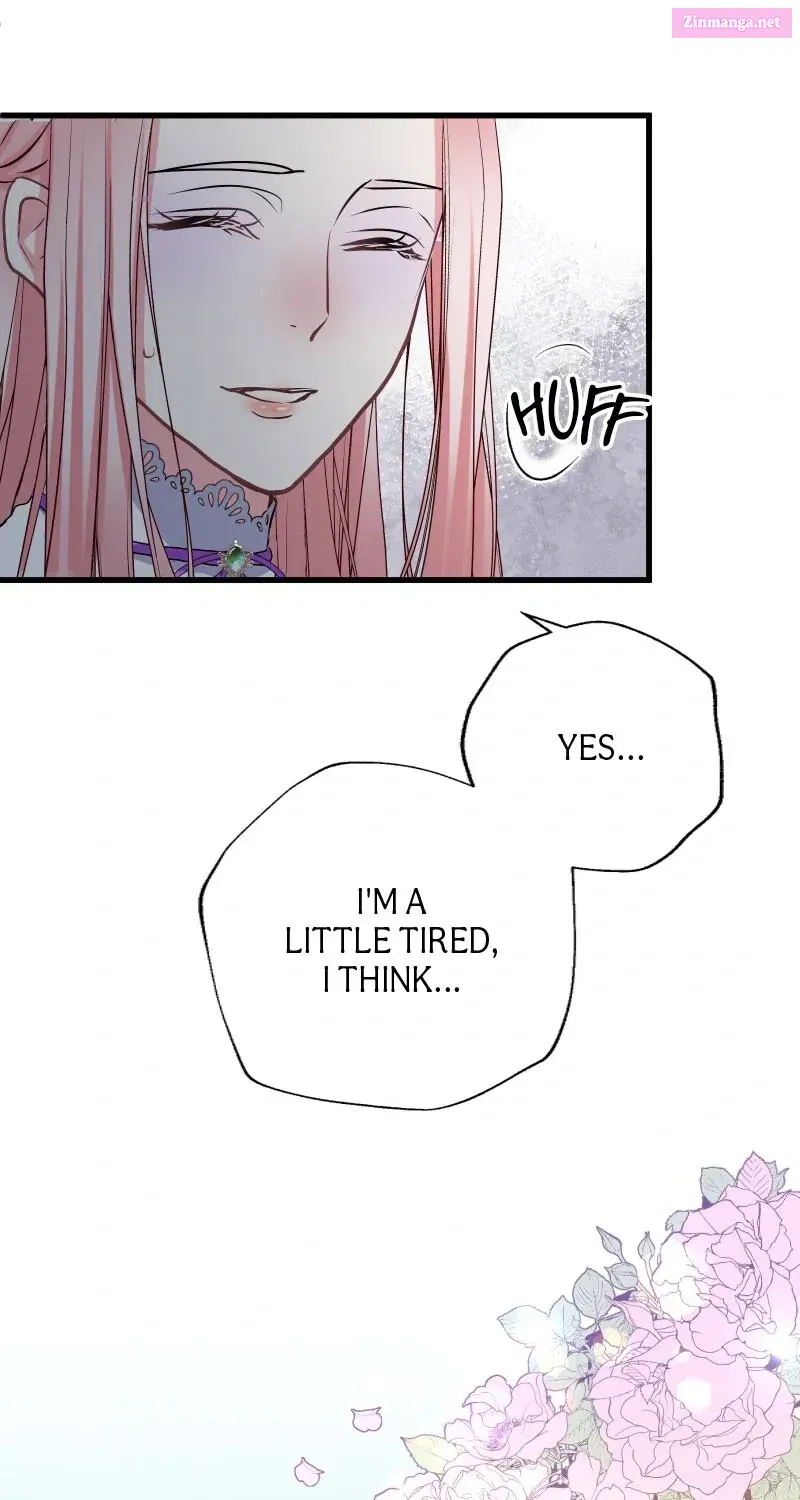 Zinmanga.net
HUFF
YES...
I'M A
LITTLE TIRED,
I THINK...